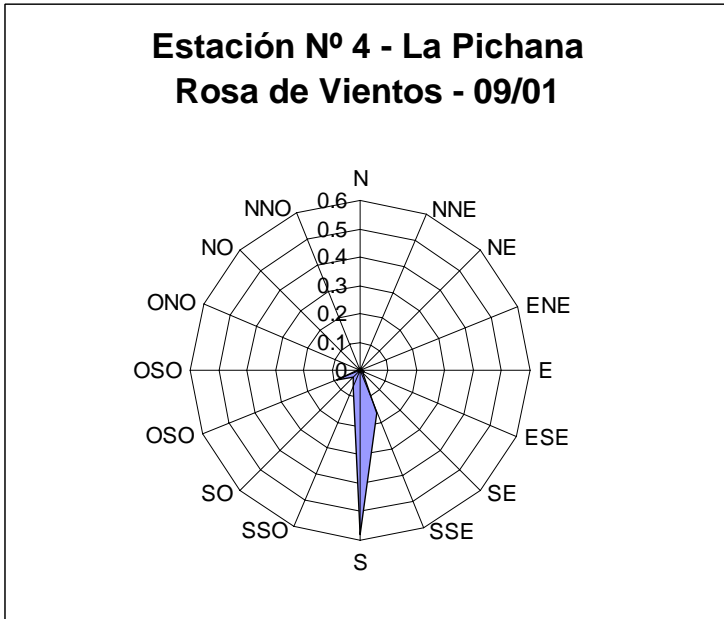 Estación Nº 4 - La Pichana
Rosa de Vientos - 09/01
N
NNO
0.6
NNE
0.5
NO
NE
0.4
ONO
0.3
ENE
0.2
0.1
OSO
0
E
OSO
ESE
SO
SE
SSO
SSE
S